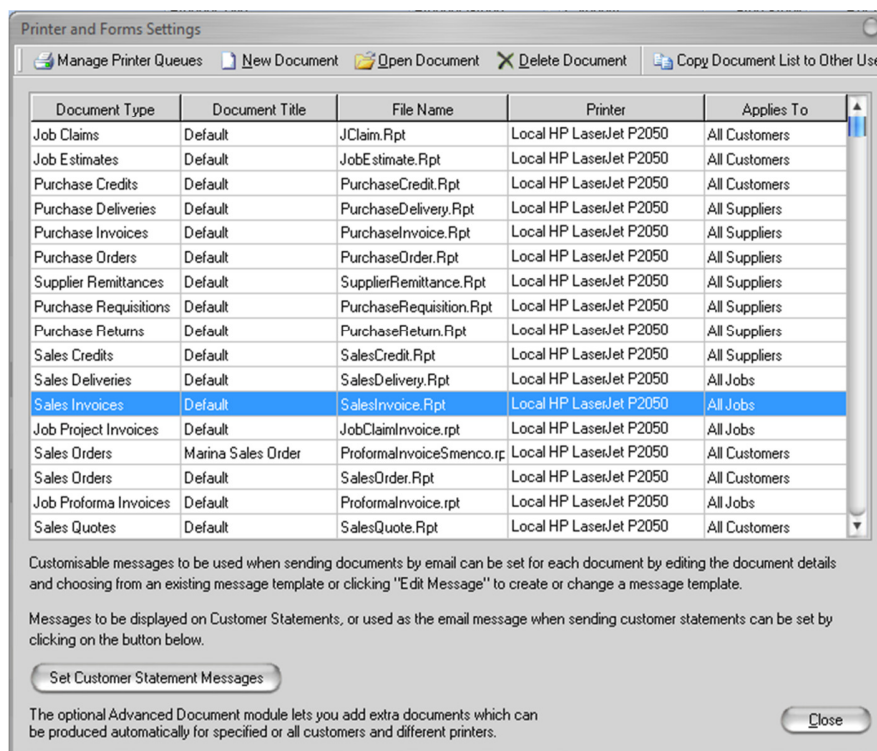 Printer and Forms Settings
Manage Printer Queues New Document Open Document Delete Document Copy Document List to Other Use
Document Type Document Title File Name Printer Applies To
Job Claims Default JClaim.Rpt Local HP LaserJet P2050 All Customers
Job Estimates Default JobEstimate.Rpt Local HP LaserJet P2050 All Customers
Purchase Credits Default PurchaseCredit.Rpt Local HP LaserJet P2050 All Customers
Purchase Deliveries Default PurchaseDelivery.Rpt Local HP LaserJet P2050 All Suppliers
Purchase Invoices Default PurchaseInvoice.Rpt Local HP LaserJet P2050 All Suppliers
Purchase Orders Default PurchaseOrder.Rpt Local HP LaserJet P2050 All Suppliers
Supplier Remittances Default SupplierRemittance.Rpt Local HP LaserJet P2050 All Suppliers
Purchase Requisitions Default PurchaseRequisition.Rpt Local HP LaserJet P2050 All Suppliers
Purchase Returns Default PurchaseReturn.Rpt Local HP LaserJet P2050 All Suppliers
Sales Credits Default SalesCredit.Rpt Local HP LaserJet P2050 All Suppliers
Sales Deliveries Default SalesDelivery.Rpt Local HP LaserJet P2050 All Jobs
Sales Invoices Default SalesInvoice.Rpt Local HP LaserJet P2050 All Jobs
Job Project Invoices Default JobClaimInvoice.rpt Local HP LaserJet P2050 All Jobs
Sales Orders Marina Sales Order ProformaInvoiceSmenco.rp Local HP LaserJet P2050 All Customers
Sales Orders Default SalesOrder.Rpt Local HP LaserJet P2050 All Customers
Job Proforma Invoices Default ProformaInvoice.rpt Local HP LaserJet P2050 All Jobs
Sales Quotes Default SalesQuote.Rpt Local HP LaserJet P2050 All Customers
Customisable messages to be used when sending documents by email can be set for each document by editing the document details
and choosing from an existing message template or clicking "Edit Message" to create or change a message template.
Messages to be displayed on Customer Statements, or used as the email message when sending customer statements can be set by
clicking on the button below.
Set Customer Statement Messages
The optional Advanced Document module lets you add extra documents which can
be produced automatically for specified or all customers and different printers.
Close